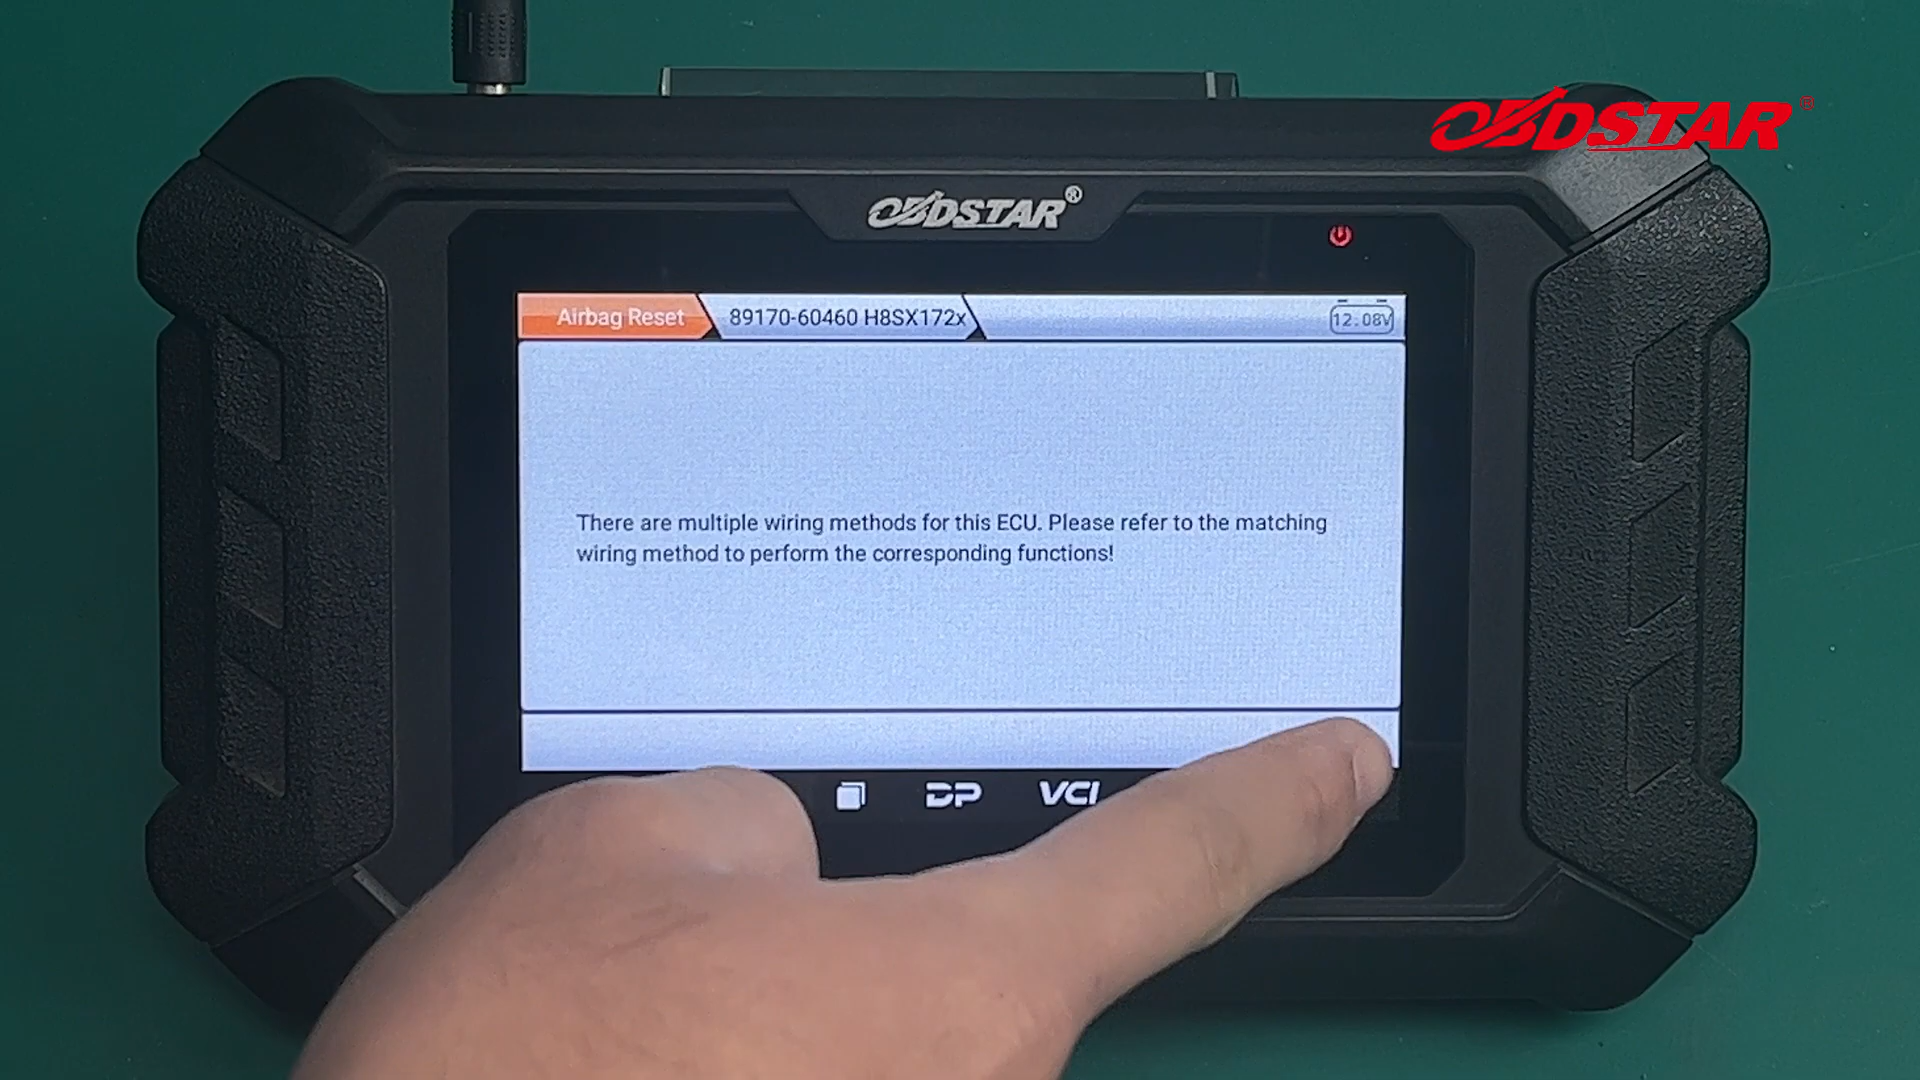 OBDSTAR®
OBDSTAR®
Airbag Reset
89170-60460 H8SX172x
12.08V
There are multiple wiring methods for this ECU. Please refer to the matching
wiring method to perform the corresponding functions!
DP
VCI